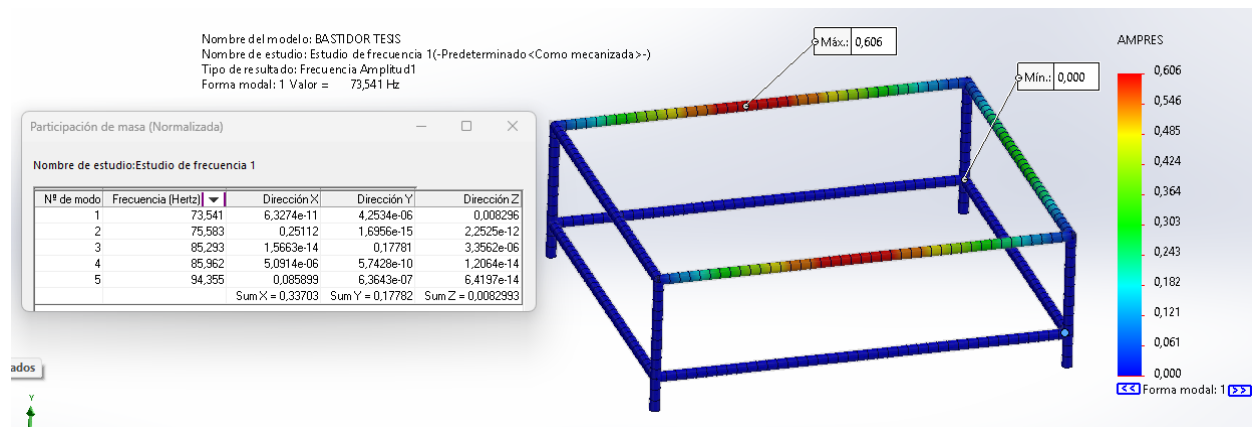 Nombre del modelo: BASTIDOR TESIS
Nombre de estudio: Estudio de frecuencia 1(-Predeterminado<Como mecanizada>-)
Tipo de resultado: Frecuencia Amplitud1
Forma modal: 1 Valor = 73,541 Hz
Participación de masa (Normalizada)
Nombre de estudio:Estudio de frecuencia 1
Nº de modo Frecuencia (Hertz) Dirección X Dirección Y Dirección Z
1 73,541 6,3274e-11 4,2534e-06 0,008296
2 75,583 0,25112 1,6956e-15 2,2525e-12
3 85,293 1,5663e-14 0,17781 3,3562e-06
4 85,962 5,0914e-06 5,7428e-10 1,2064e-14
5 94,355 0,085899 6,3643e-07 6,4197e-14
Sum X = 0,33703 Sum Y = 0,17782 Sum Z = 0,0082993
Máx.: 0,606
Mín.: 0,000
AMPRES
0,606
0,546
0,485
0,424
0,364
0,303
0,243
0,182
0,121
0,061
0,000
<< Forma modal: 1 >>
ados
Y